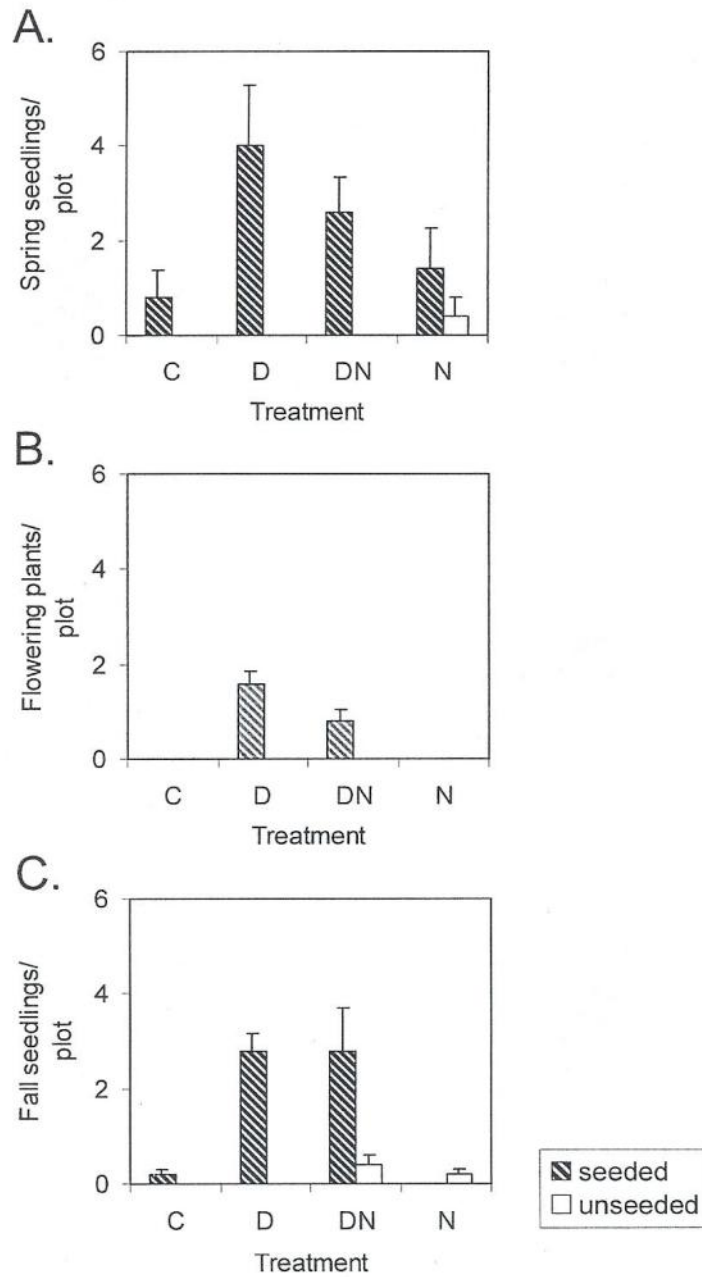 A.
6
4
2
0
Spring seedlings/
plot
C D DN N
Treatment
B.
6
4
2
0
Flowering plants/
plot
C D DN N
Treatment
C.
6
4
2
0
Fall seedlings/
plot
C D DN N
Treatment
seeded
unseeded